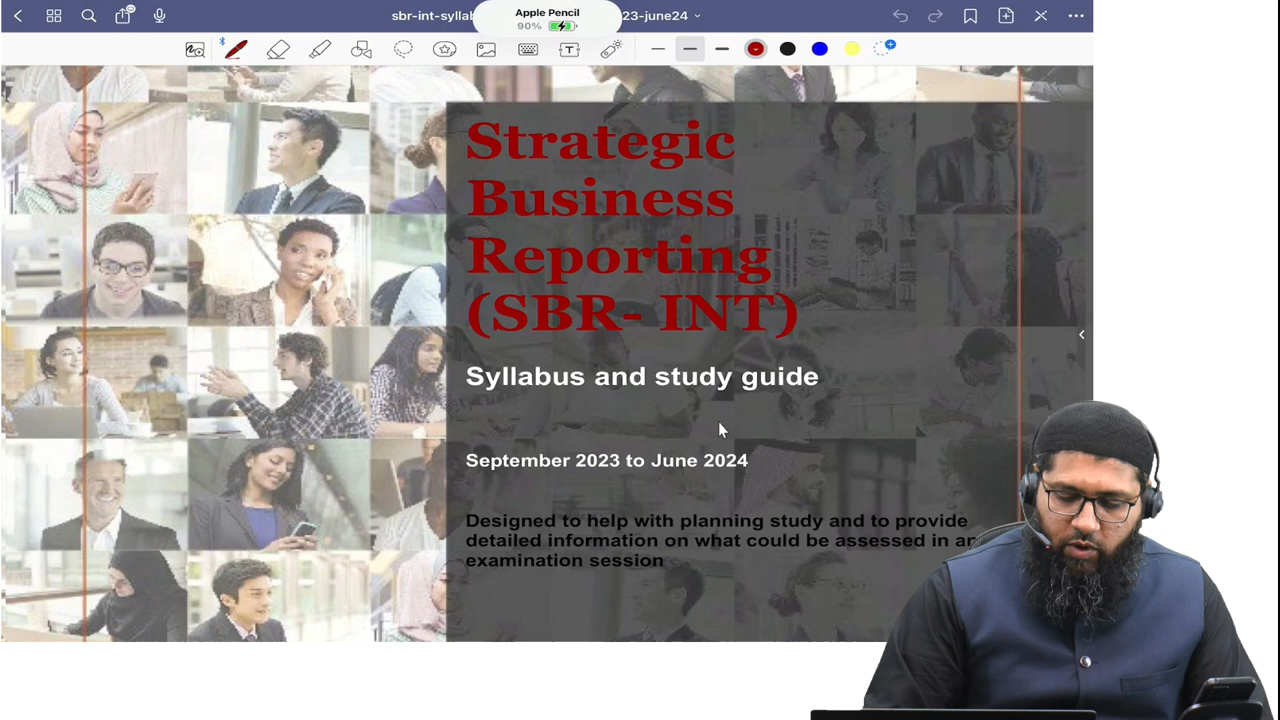 Apple Pencil
sbr-int-syllab 23-june24
90%
Strategic
Business
Reporting
(SBR- INT)
Syllabus and study guide
September 2023 to June 2024
Designed to help with planning study and to provide
detailed information on what could be assessed in an
examination session